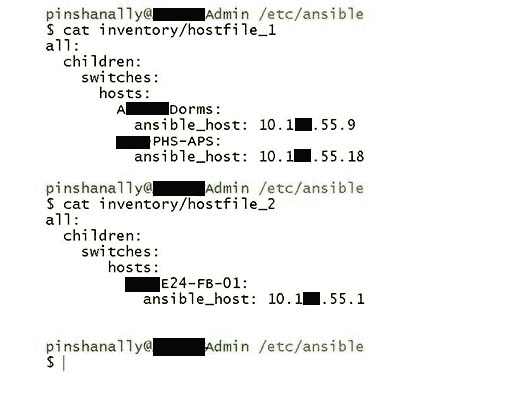 pinshanally@ Admin /etc/ansible
$ cat inventory/hostfile_1
all:
  children:
    switches:
      hosts:
        A Dorms:
          ansible_host: 10.1 .55.9
        PHS-APS:
          ansible_host: 10.1 .55.18
pinshanally@ Admin /etc/ansible
$ cat inventory/hostfile_2
all:
  children:
    switches:
       hosts:
         E24-FB-01:
           ansible_host: 10.1 .55.1
pinshanally@ Admin /etc/ansible
$